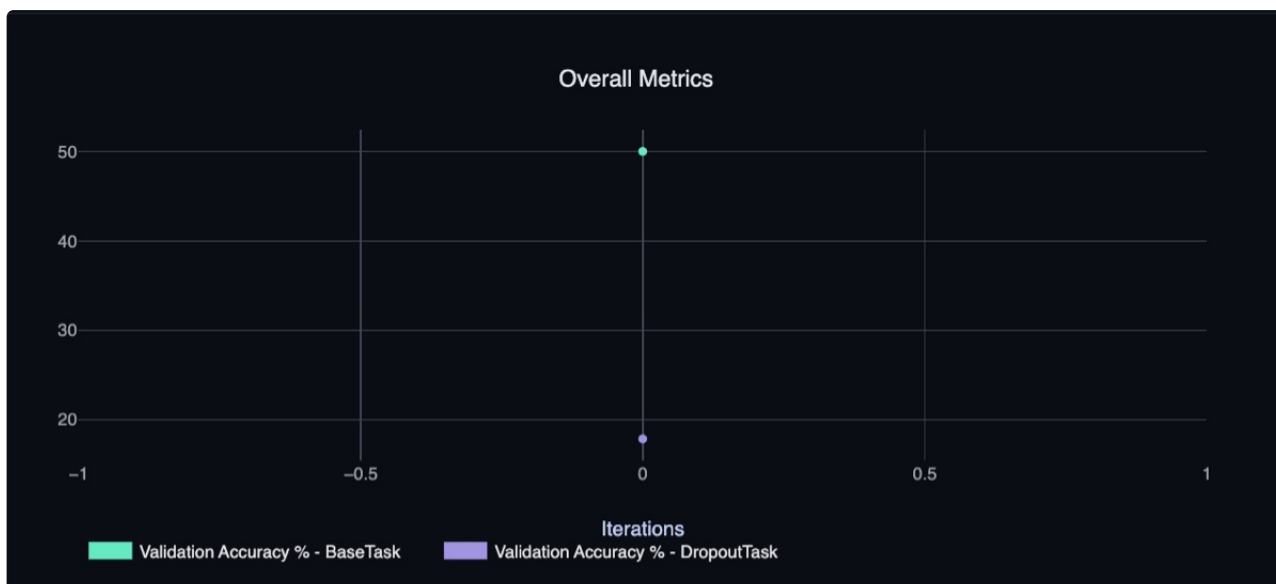 Overall Metrics
50
40
30
20
−1 −0.5 0 0.5 1
Iterations
Validation Accuracy % - BaseTask Validation Accuracy % - DropoutTask